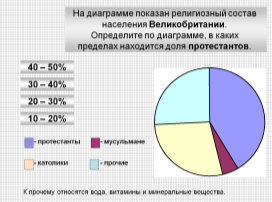 На диаграмме показан религиозный состав
населения Великобритании.
Определите по диаграмме, в каких
пределах находится доля протестантов.
40 – 50%
30 – 40%
20 – 30%
10 – 20%
- протестанты - мусульмане
- католики - прочие
К прочему относятся вода, витамины и минеральные вещества.